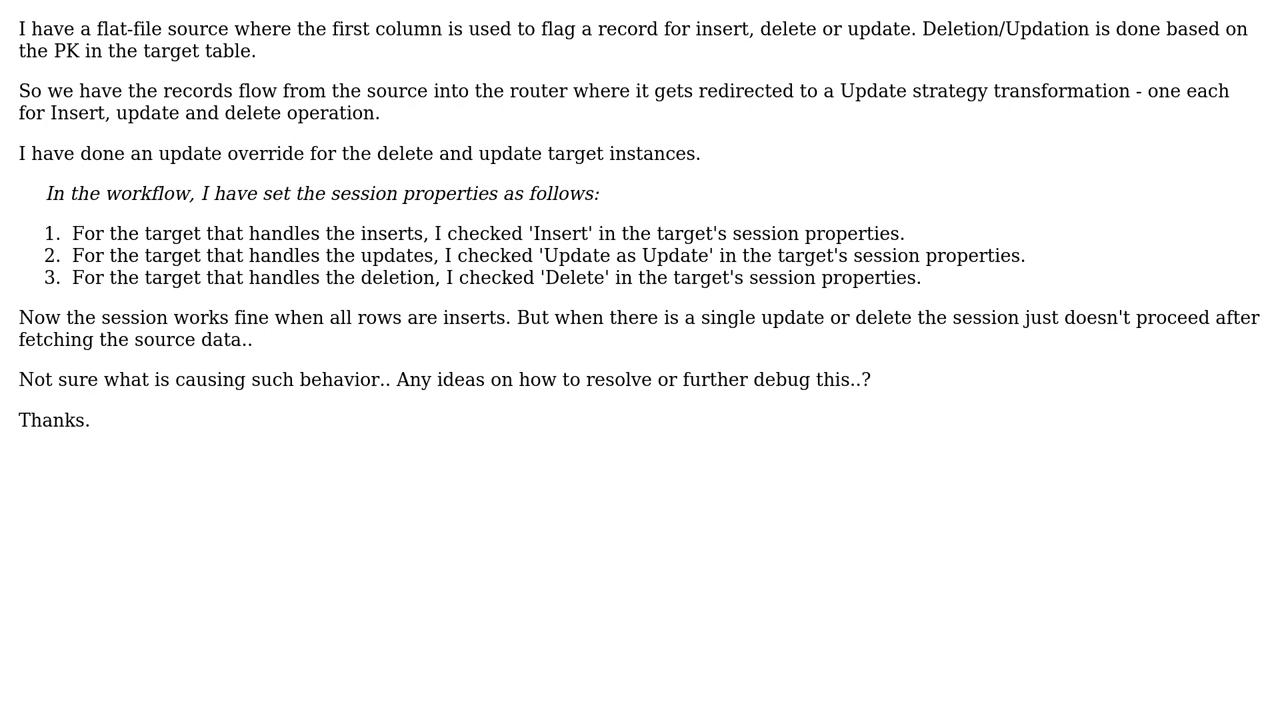 I have a flat-file source where the first column is used to flag a record for insert, delete or update. Deletion/Updation is done based on
the PK in the target table.
So we have the records flow from the source into the router where it gets redirected to a Update strategy transformation - one each
for Insert, update and delete operation.
I have done an update override for the delete and update target instances.
In the workflow, I have set the session properties as follows:
1. For the target that handles the inserts, I checked 'Insert' in the target's session properties.
2. For the target that handles the updates, I checked 'Update as Update' in the target's session properties.
3. For the target that handles the deletion, I checked 'Delete' in the target's session properties.
Now the session works fine when all rows are inserts. But when there is a single update or delete the session just doesn't proceed after
fetching the source data..
Not sure what is causing such behavior.. Any ideas on how to resolve or further debug this..?
Thanks.